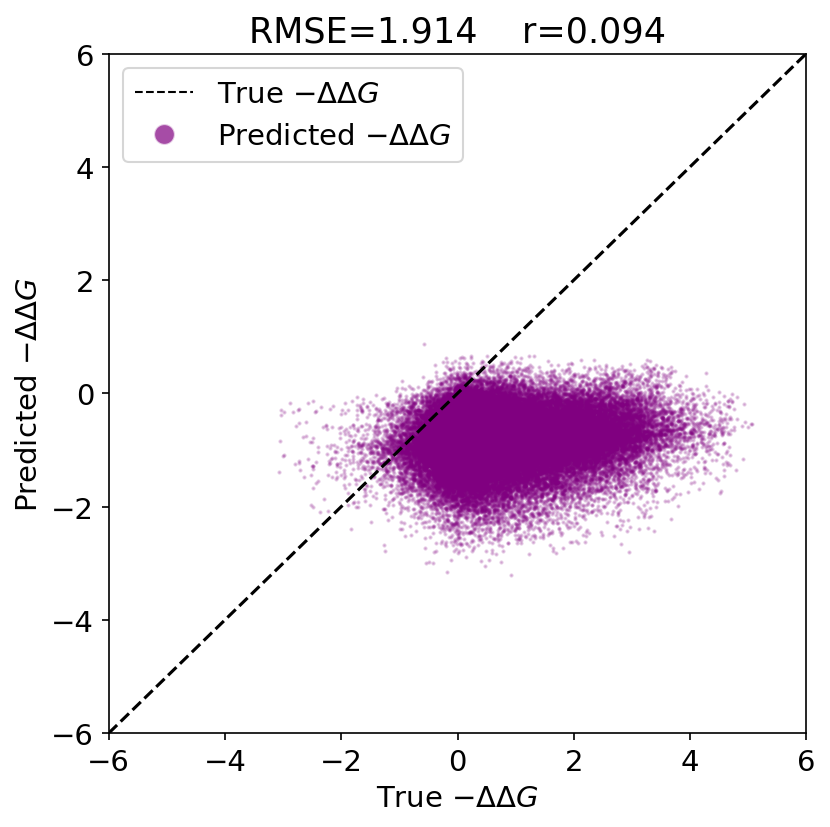 RMSE=1.914 r=0.094
True −ΔΔG
Predicted −ΔΔG
Predicted −ΔΔG
6
4
2
0
−2
−4
−6
−6 −4 −2 0 2 4 6
True −ΔΔG